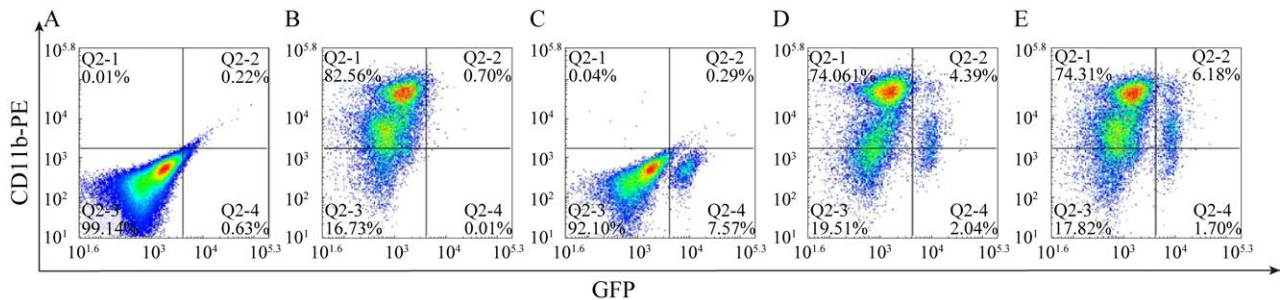 A B C D E
CD11b-PE
10^5.8 10^4 10^3 10^2 10^1
Q2-1 Q2-2
0.01% 0.22%
Q2-3 Q2-4
99.14% 0.63%
10^1.6 10^3 10^4 10^5.3
10^5.8 10^4 10^3 10^2 10^1
Q2-1 Q2-2
82.56% 0.70%
Q2-3 Q2-4
16.73% 0.01%
10^1.6 10^3 10^4 10^5.3
10^5.8 10^4 10^3 10^2 10^1
Q2-1 Q2-2
0.04% 0.29%
Q2-3 Q2-4
92.10% 7.57%
10^1.6 10^3 10^4 10^5.3
10^5.8 10^4 10^3 10^2 10^1
Q2-1 Q2-2
74.061% 4.39%
Q2-3 Q2-4
19.51% 2.04%
10^1.6 10^3 10^4 10^5.3
10^5.8 10^4 10^3 10^2 10^1
Q2-1 Q2-2
74.31% 6.18%
Q2-3 Q2-4
17.82% 1.70%
10^1.6 10^3 10^4 10^5.3
GFP